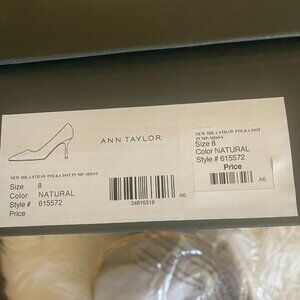 ANN TAYLOR
NEW MILA STRAW POLKA DOT PUMP-MISSY
Size 8
Color NATURAL
Style # 615572
Price
34816318
A6
NEW MILA STRAW POLKA DOT
PUMP-MISSY
Size 8
Color NATURAL
Style # 615572
Price
A6